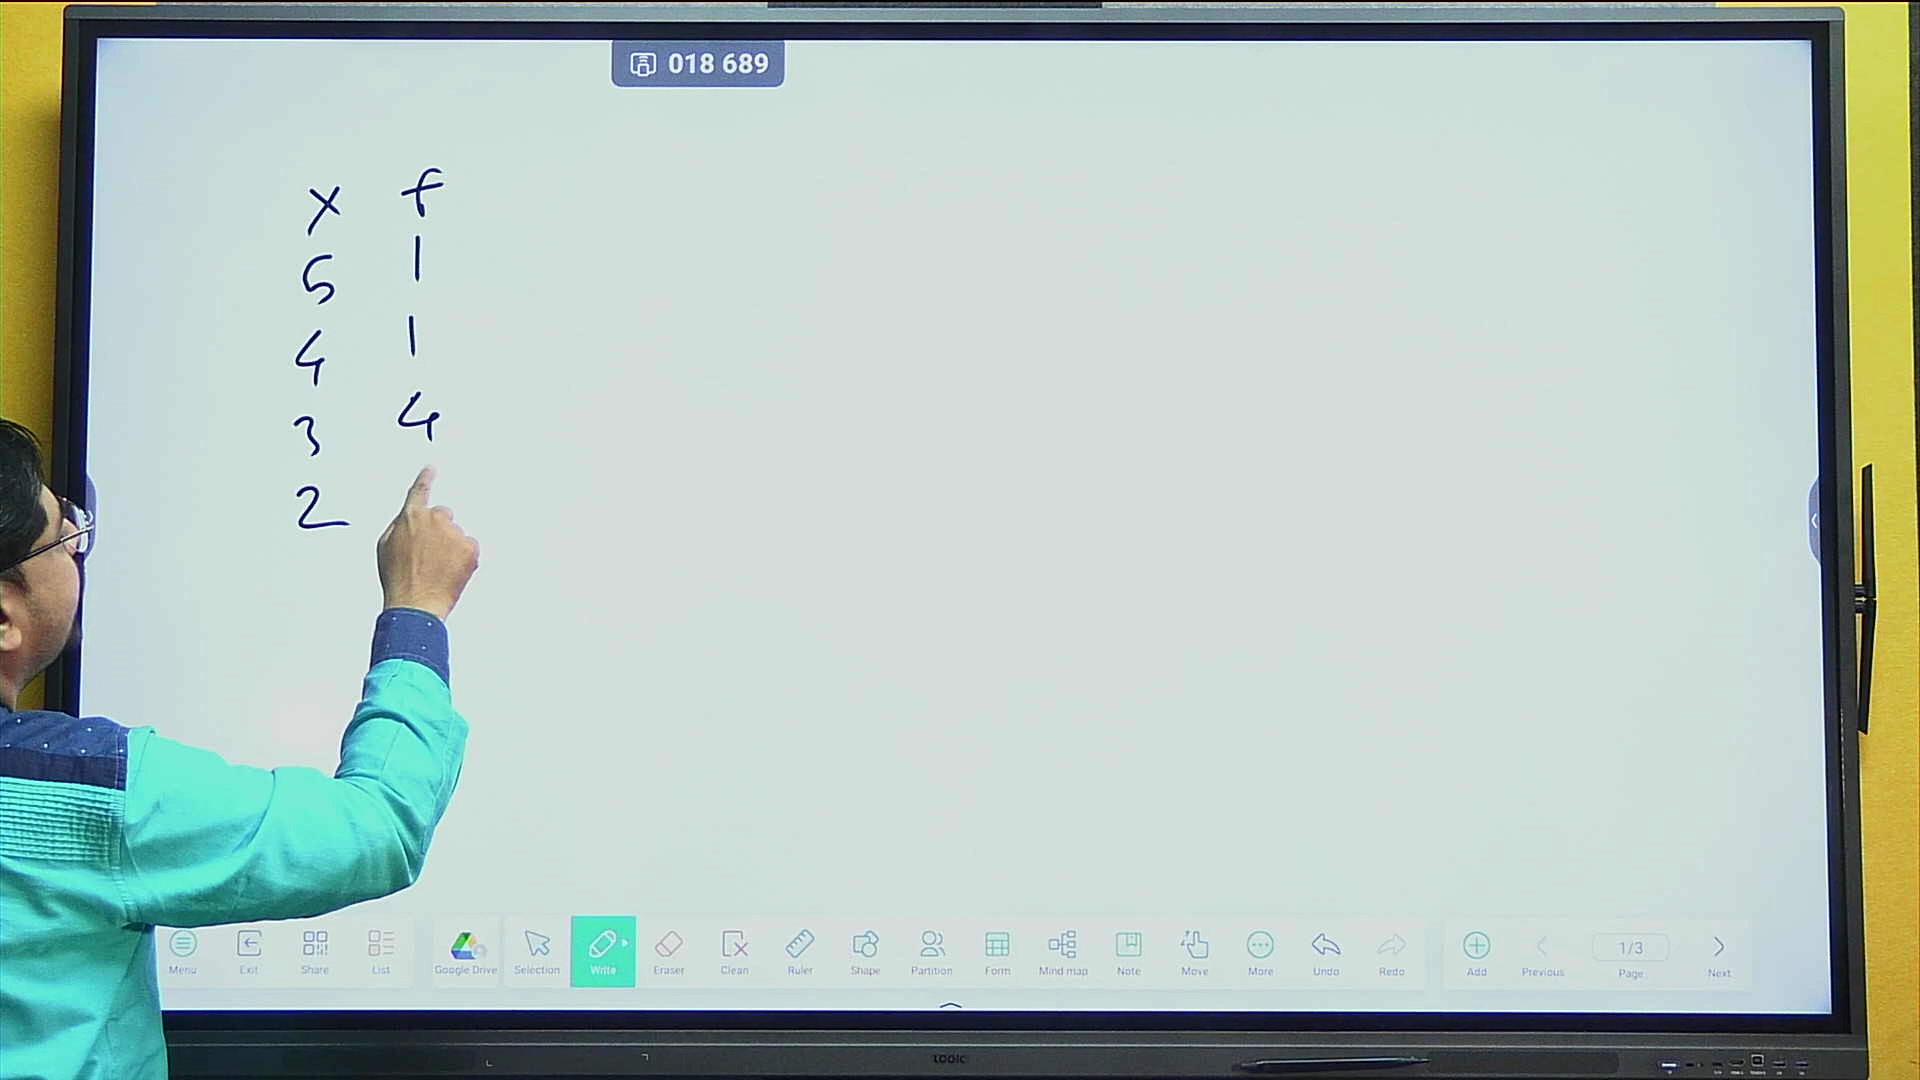 018 689
x f
5 1
4 1
3 4
2
Menu Exit Share List Google Drive Selection Write Eraser Clean Ruler Shape Partition Form Mind map Note Move More Undo Redo Add Previous 1/3 Page Next
LOGIC